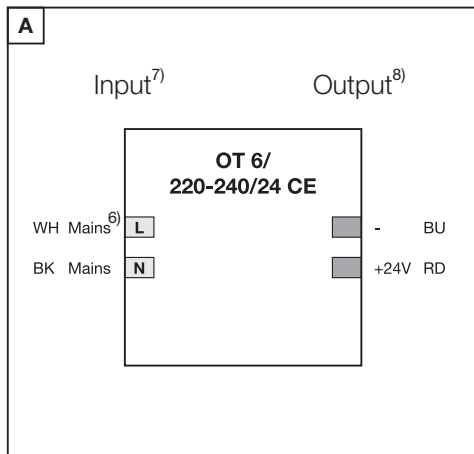 A
Input7) Output8)
OT 6/
220-240/24 CE
WH Mains6) L - BU
BK Mains N +24V RD